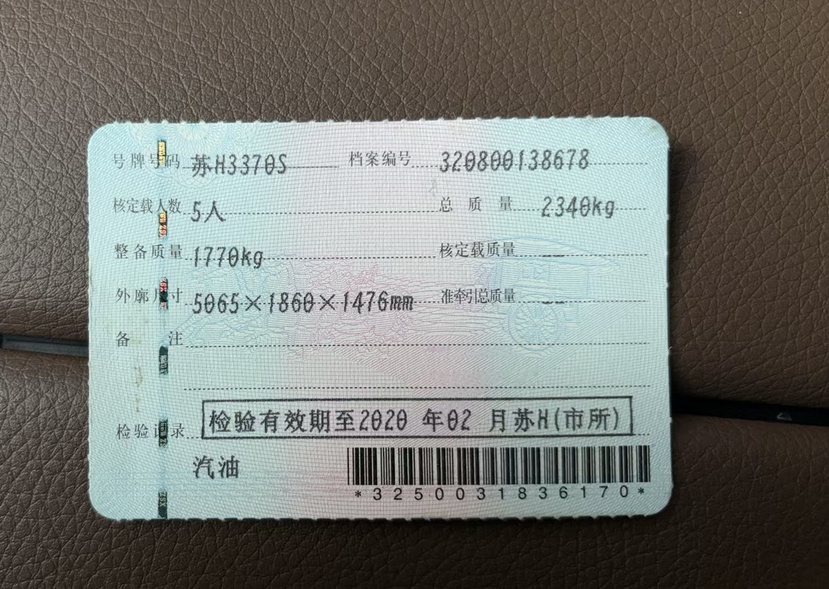 号牌号码 苏H3370S 档案编号 320800138678
核定载人数 5人 总质量 2340kg
整备质量 1770kg 核定载质量 --
外廓尺寸 5065×1860×1476mm 准牵引总质量 --
备注
检验记录 检验有效期至2020 年02 月苏H(市所)
汽油
*3250031836170*